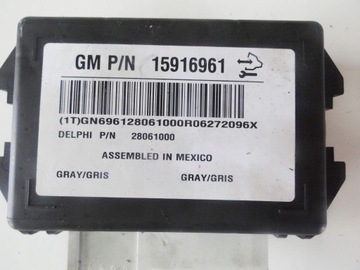 GM P/N 15916961
(1T)GN696128061000R06272096X
DELPHI P/N 28061000
ASSEMBLED IN MEXICO
GRAY/GRIS GRAY/GRIS